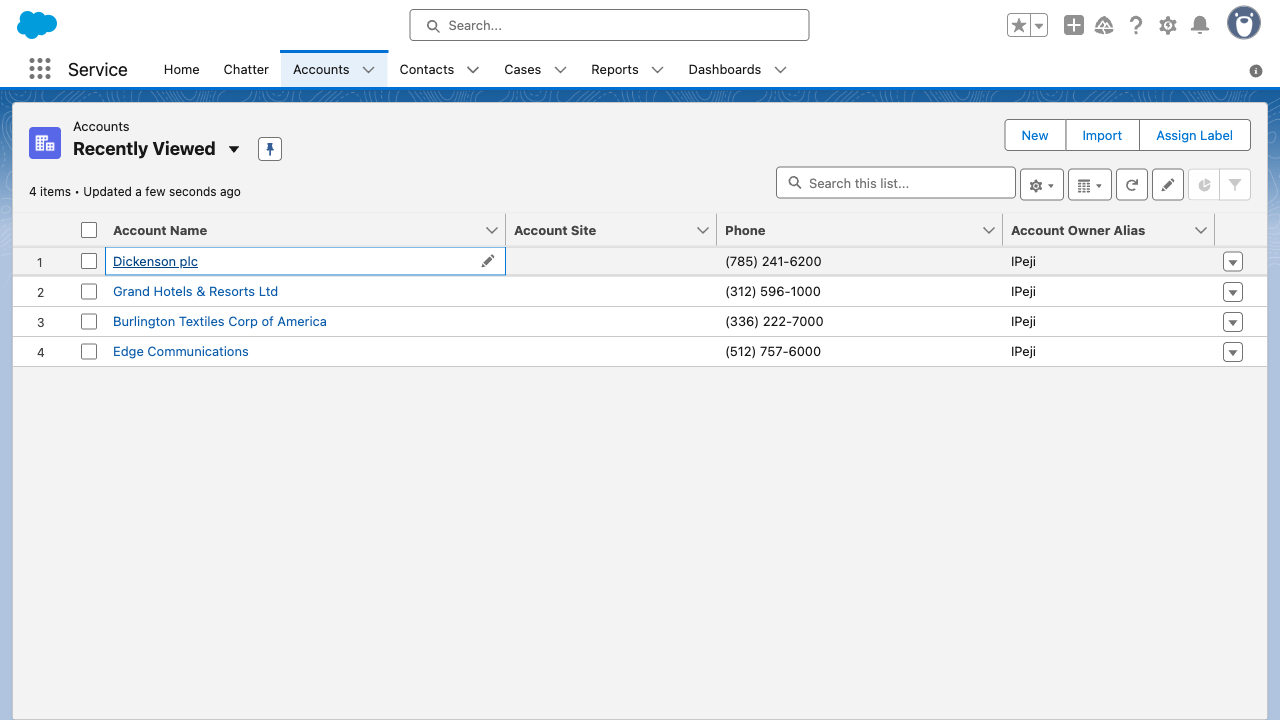 Search...
Service
Home
Chatter
Accounts
Contacts
Cases
Reports
Dashboards
Accounts
Recently Viewed
New
Import
Assign Label
4 items • Updated a few seconds ago
Search this list...
Account Name
Account Site
Phone
Account Owner Alias
1 Dickenson plc (785) 241-6200 IPeji
2 Grand Hotels & Resorts Ltd (312) 596-1000 IPeji
3 Burlington Textiles Corp of America (336) 222-7000 IPeji
4 Edge Communications (512) 757-6000 IPeji